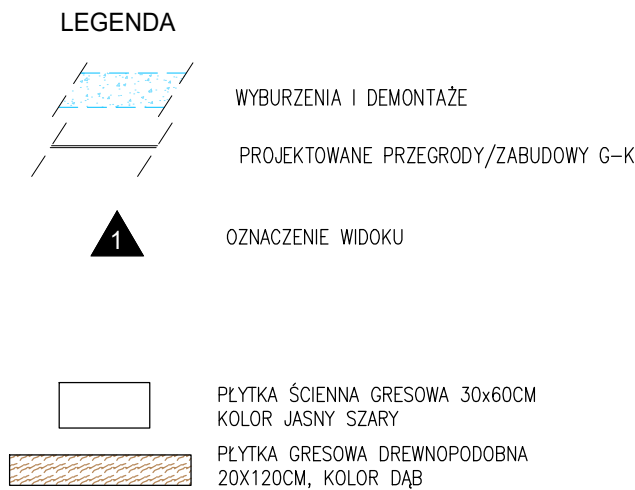 LEGENDA
WYBURZENIA I DEMONTAŻE
PROJEKTOWANE PRZEGRODY/ZABUDOWY G-K
1
OZNACZENIE WIDOKU
PŁYTKA ŚCIENNA GRESOWA 30x60CM
KOLOR JASNY SZARY
PŁYTKA GRESOWA DREWNOPODOBNA
20X120CM, KOLOR DĄB